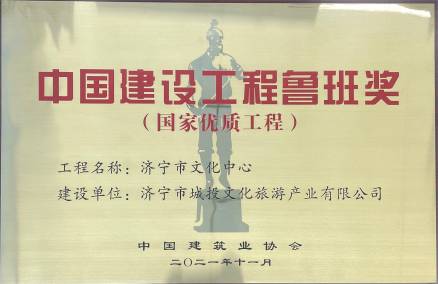 中国建设工程鲁班奖
（国家优质工程）
工程名称：济宁市文化中心
建设单位：济宁市城投文化旅游产业有限公司
中国建筑业协会
二〇二一年十一月